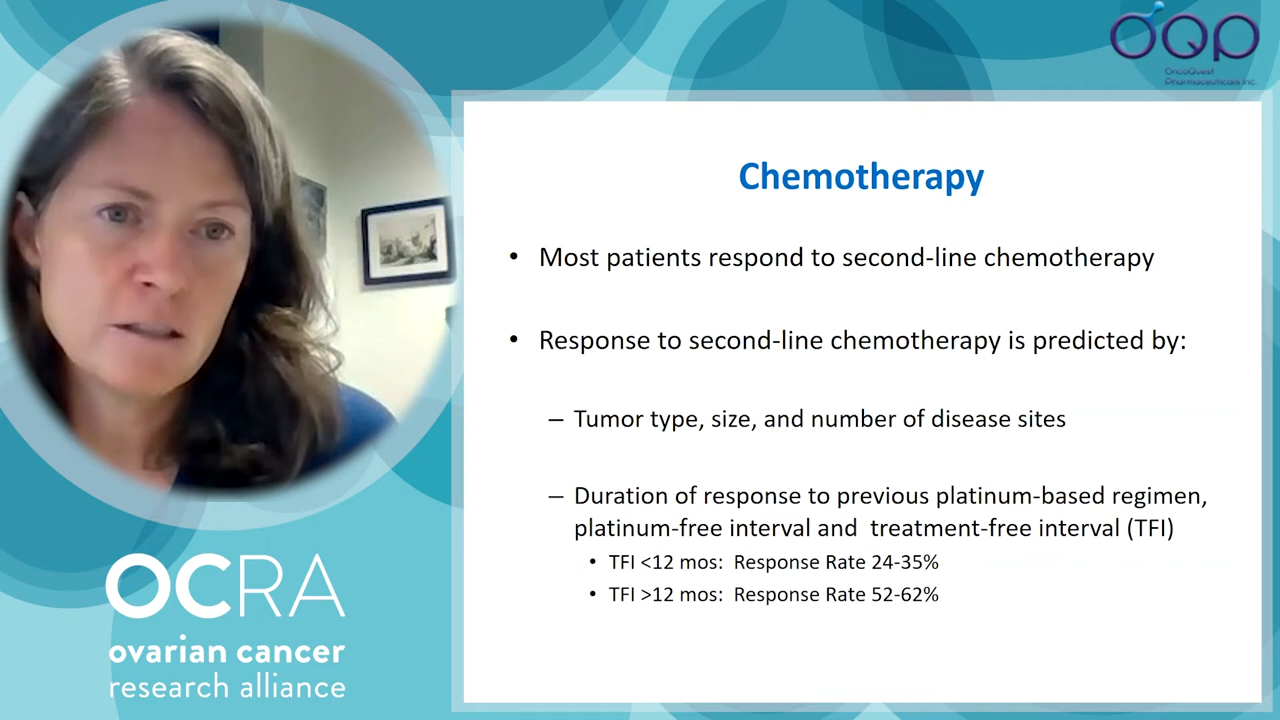 OQP
OncoQuest
Pharmaceuticals Inc.
Chemotherapy
• Most patients respond to second-line chemotherapy
• Response to second-line chemotherapy is predicted by:
– Tumor type, size, and number of disease sites
– Duration of response to previous platinum-based regimen,
platinum-free interval and  treatment-free interval (TFI)
• TFI <12 mos:  Response Rate 24-35%
• TFI >12 mos:  Response Rate 52-62%
OCRA
ovarian cancer
research alliance